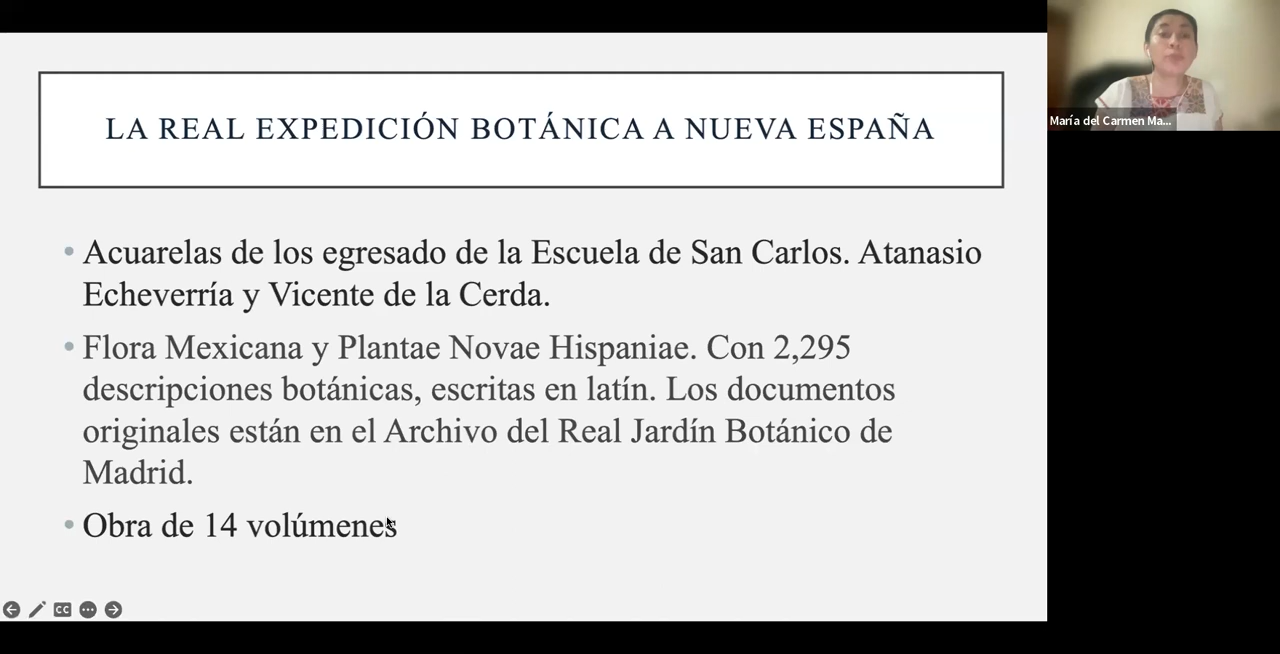 LA REAL EXPEDICIÓN BOTÁNICA A NUEVA ESPAÑA
• Acuarelas de los egresado de la Escuela de San Carlos. Atanasio
Echeverría y Vicente de la Cerda.
• Flora Mexicana y Plantae Novae Hispaniae. Con 2,295
descripciones botánicas, escritas en latín. Los documentos
originales están en el Archivo del Real Jardín Botánico de
Madrid.
• Obra de 14 volúmenes
María del Carmen Ma...
CC